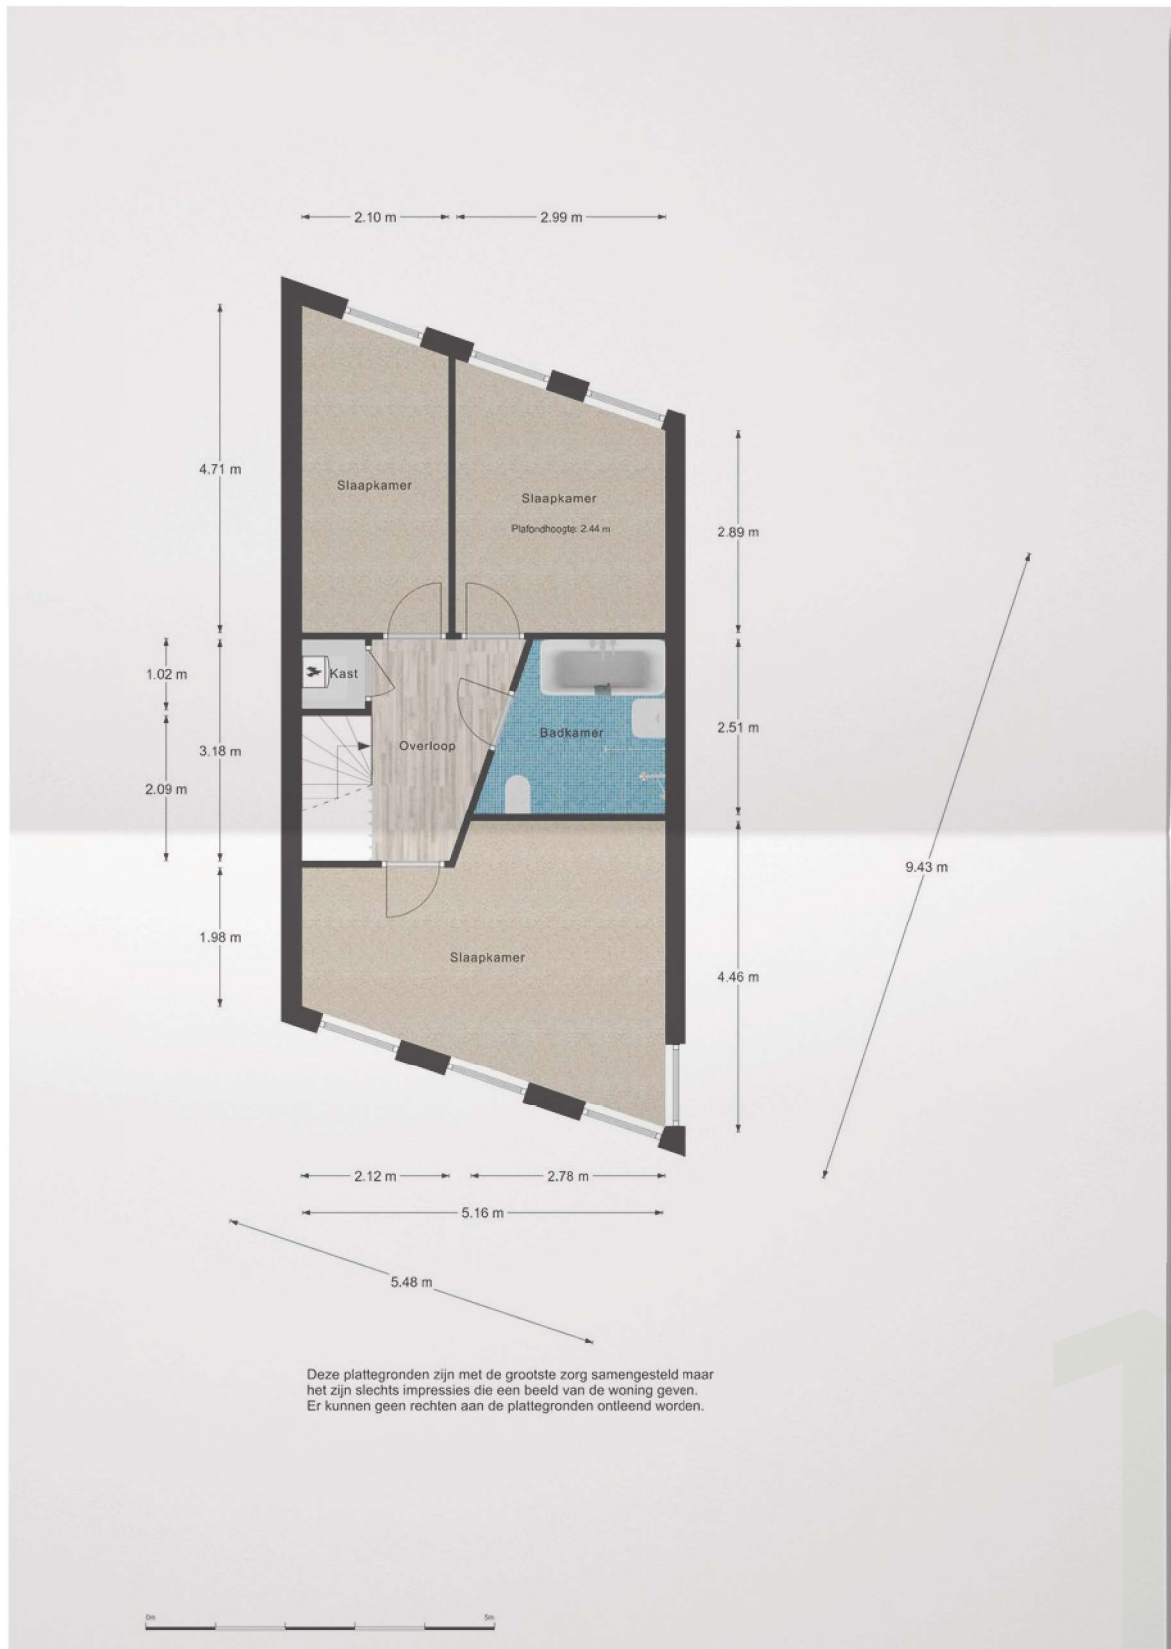 2.10 m
2.99 m
4.71 m
Slaapkamer
Slaapkamer
Plafondhoogte: 2.44 m
2.89 m
1.02 m
Kast
Badkamer
2.51 m
Overloop
3.18 m
2.09 m
9.43 m
1.98 m
Slaapkamer
4.46 m
2.12 m
2.78 m
5.16 m
5.48 m
Deze plattegronden zijn met de grootste zorg samengesteld maar
het zijn slechts impressies die een beeld van de woning geven.
Er kunnen geen rechten aan de plattegronden ontleend worden.
0m
5m
1